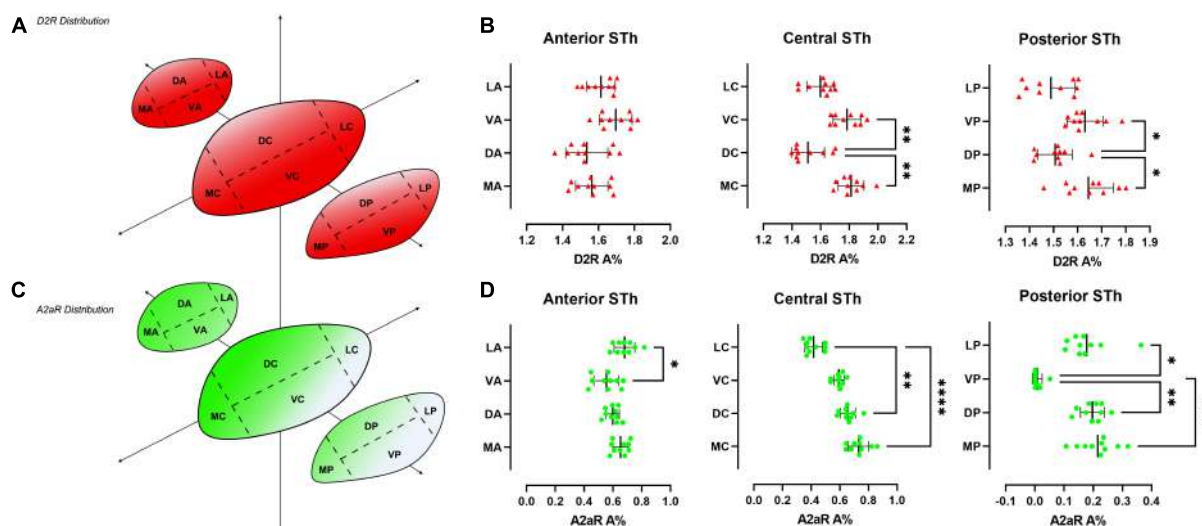 A
D2R Distribution
DA
LA
MA
VA
DC
LC
MC
VC
DP
LP
MP
VP
B
Anterior STh
LA
VA
DA
MA
1.2 1.4 1.6 1.8 2.0
D2R A%
Central STh
LC
VC
DC
MC
**
**
1.2 1.4 1.6 1.8 2.0 2.2
D2R A%
Posterior STh
LP
VP
DP
MP
*
*
1.3 1.4 1.5 1.6 1.7 1.8 1.9
D2R A%
C
A2aR Distribution
DA
LA
MA
VA
DC
LC
MC
VC
DP
LP
MP
VP
D
Anterior STh
LA
VA
DA
MA
*
0.0 0.2 0.4 0.6 0.8 1.0
A2aR A%
Central STh
LC
VC
DC
MC
**
****
0.0 0.2 0.4 0.6 0.8 1.0
A2aR A%
Posterior STh
LP
VP
DP
MP
*
**
**
-0.1 0.0 0.1 0.2 0.3 0.4
A2aR A%